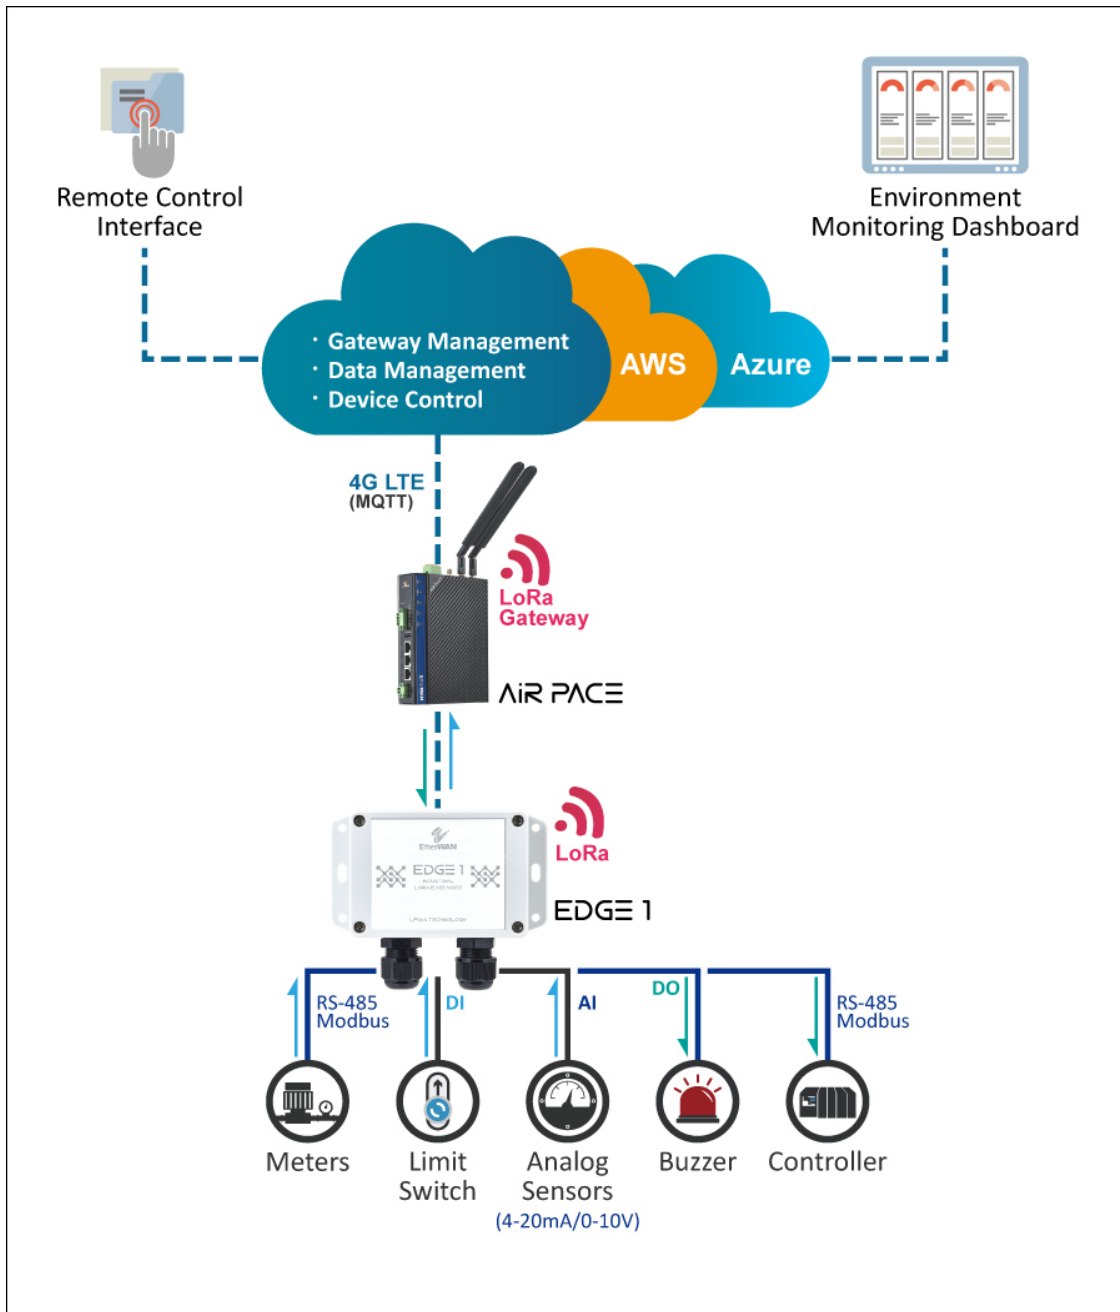 Remote Control
Interface
Environment
Monitoring Dashboard
· Gateway Management
· Data Management
· Device Control
AWS
Azure
4G LTE
(MQTT)
LoRa
Gateway
AiR PACE
EtherWAN
EDGE 1
LoRa
EDGE 1
RS-485
Modbus
DI
AI
DO
RS-485
Modbus
Meters
Limit
Switch
Analog
Sensors
(4-20mA/0-10V)
Buzzer
Controller